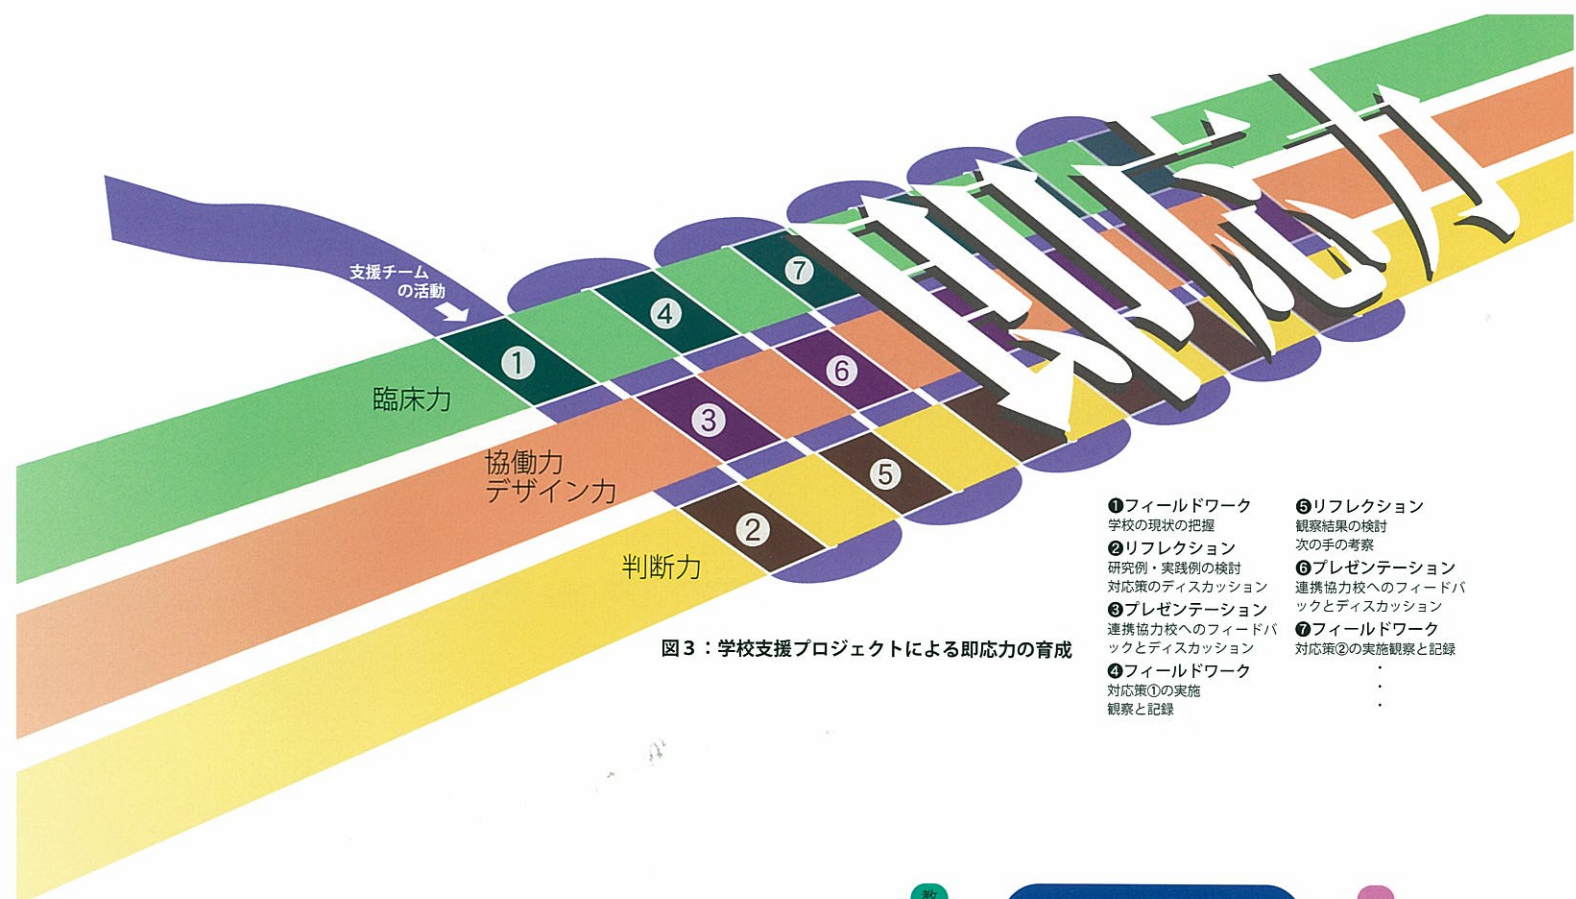 即応力
支援チーム
の活動
1
4
7
臨床力
3
6
協働力
デザイン力
2
5
判断力
図3：学校支援プロジェクトによる即応力の育成
❶フィールドワーク
学校の現状の把握
❷リフレクション
研究例・実践例の検討
対応策のディスカッション
❸プレゼンテーション
連携協力校へのフィードバ
ックとディスカッション
❹フィールドワーク
対応策①の実施
観察と記録
❺リフレクション
観察結果の検討
次の手の考察
❻プレゼンテーション
連携協力校へのフィードバ
ックとディスカッション
❼フィールドワーク
対応策②の実施観察と記録
・
・
・
教